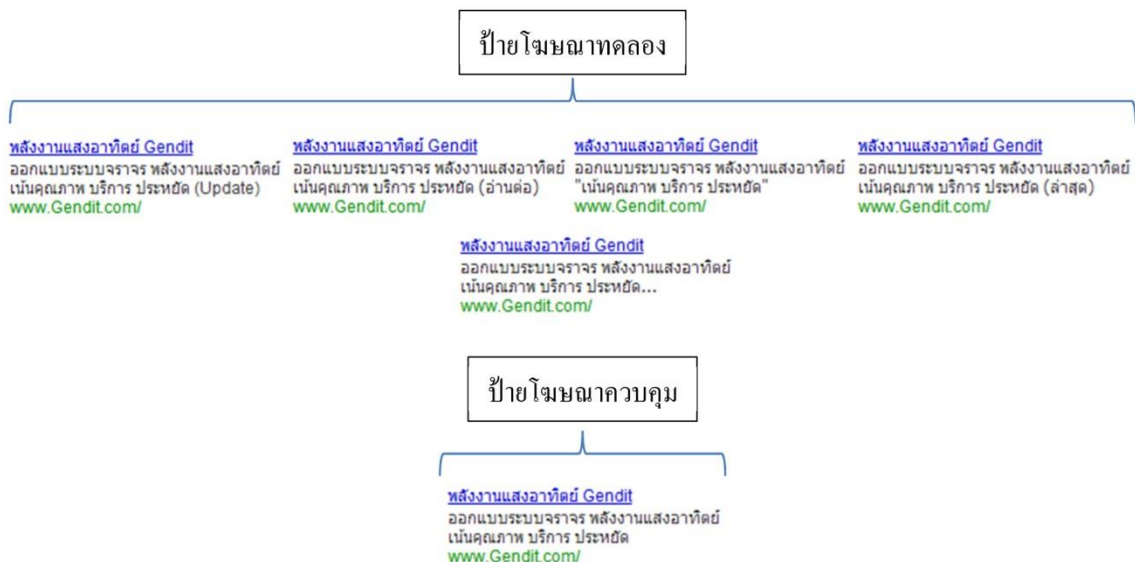 ป้ายโฆษณาทดลอง
พลังงานแสงอาทิตย์ Gendit
ออกแบบระบบจราจร พลังงานแสงอาทิตย์
เน้นคุณภาพ บริการ ประหยัด (Update)
www.Gendit.com/
พลังงานแสงอาทิตย์ Gendit
ออกแบบระบบจราจร พลังงานแสงอาทิตย์
เน้นคุณภาพ บริการ ประหยัด (อ่านต่อ)
www.Gendit.com/
พลังงานแสงอาทิตย์ Gendit
ออกแบบระบบจราจร พลังงานแสงอาทิตย์
"เน้นคุณภาพ บริการ ประหยัด"
www.Gendit.com/
พลังงานแสงอาทิตย์ Gendit
ออกแบบระบบจราจร พลังงานแสงอาทิตย์
เน้นคุณภาพ บริการ ประหยัด (ล่าสุด)
www.Gendit.com/
พลังงานแสงอาทิตย์ Gendit
ออกแบบระบบจราจร พลังงานแสงอาทิตย์
เน้นคุณภาพ บริการ ประหยัด...
www.Gendit.com/
ป้ายโฆษณาควบคุม
พลังงานแสงอาทิตย์ Gendit
ออกแบบระบบจราจร พลังงานแสงอาทิตย์
เน้นคุณภาพ บริการ ประหยัด
www.Gendit.com/